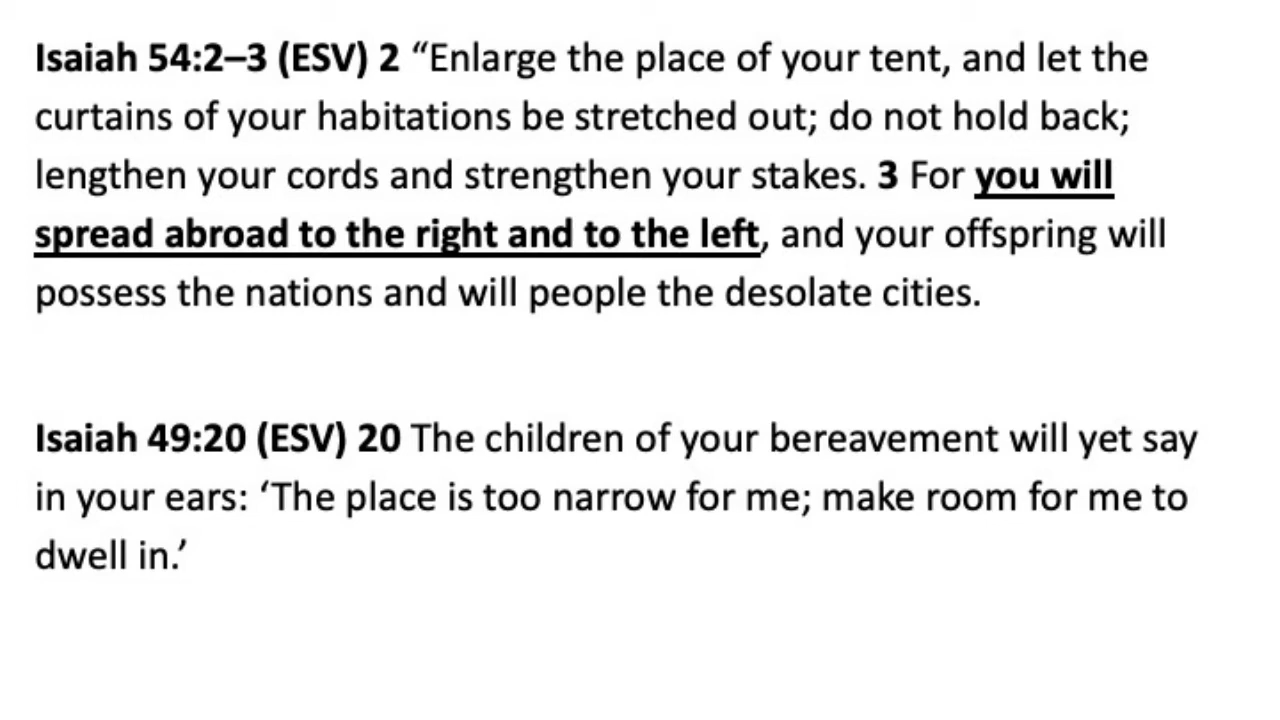 Isaiah 54:2–3 (ESV) 2 “Enlarge the place of your tent, and let the
curtains of your habitations be stretched out; do not hold back;
lengthen your cords and strengthen your stakes. 3 For you will
spread abroad to the right and to the left, and your offspring will
possess the nations and will people the desolate cities.
Isaiah 49:20 (ESV) 20 The children of your bereavement will yet say
in your ears: ‘The place is too narrow for me; make room for me to
dwell in.’